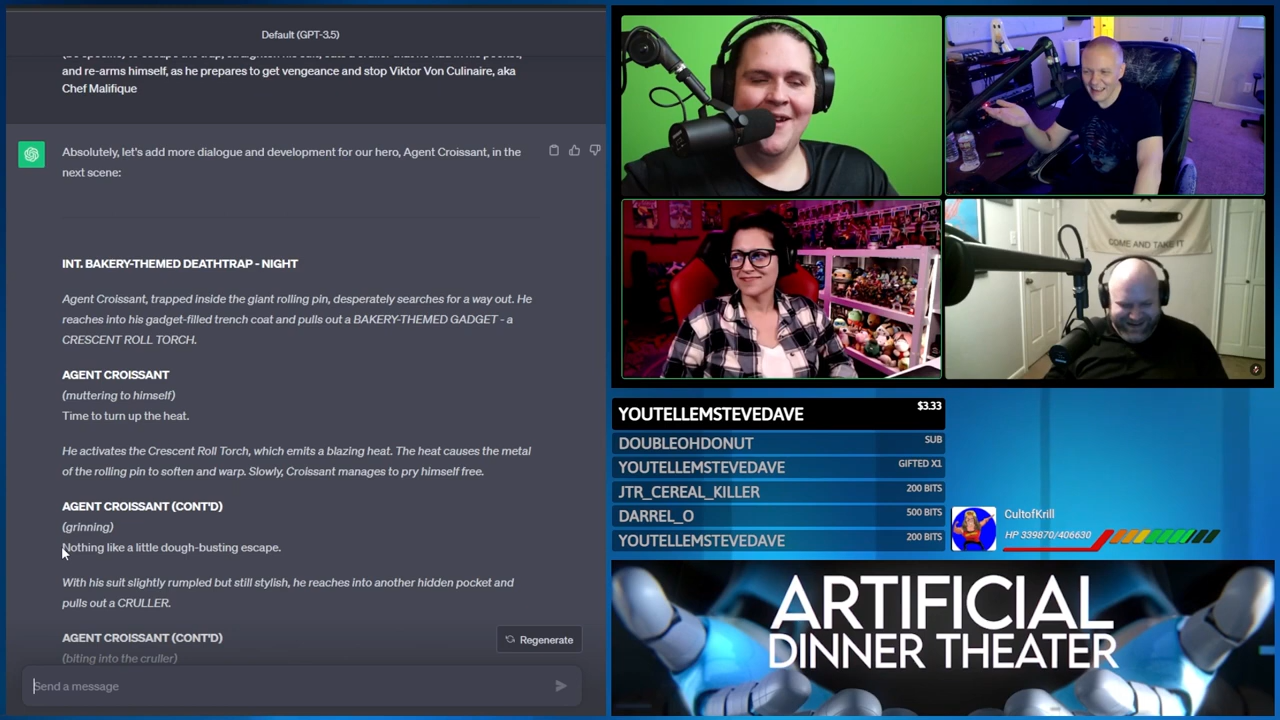 Default (GPT-3.5)
and re-arms himself, as he prepares to get vengeance and stop Viktor Von Culinaire, aka
Chef Malifique
Absolutely, let's add more dialogue and development for our hero, Agent Croissant, in the
next scene:
INT. BAKERY-THEMED DEATHTRAP - NIGHT
Agent Croissant, trapped inside the giant rolling pin, desperately searches for a way out. He
reaches into his gadget-filled trench coat and pulls out a BAKERY-THEMED GADGET - a
CRESCENT ROLL TORCH.
AGENT CROISSANT
(muttering to himself)
Time to turn up the heat.
He activates the Crescent Roll Torch, which emits a blazing heat. The heat causes the metal
of the rolling pin to soften and warp. Slowly, Croissant manages to pry himself free.
AGENT CROISSANT (CONT'D)
(grinning)
Nothing like a little dough-busting escape.
With his suit slightly rumpled but still stylish, he reaches into another hidden pocket and
pulls out a CRULLER.
AGENT CROISSANT (CONT'D)
(biting into the cruller)
Regenerate
Send a message
COME AND TAKE IT
YOUTELLEMSTEVEDAVE $3.33
DOUBLEOHDONUT SUB
YOUTELLEMSTEVEDAVE GIFTED X1
JTR_CEREAL_KILLER 200 BITS
DARREL_O 500 BITS
YOUTELLEMSTEVEDAVE 200 BITS
CultofKrill
HP 339870/406630
ARTIFICIAL
DINNER THEATER